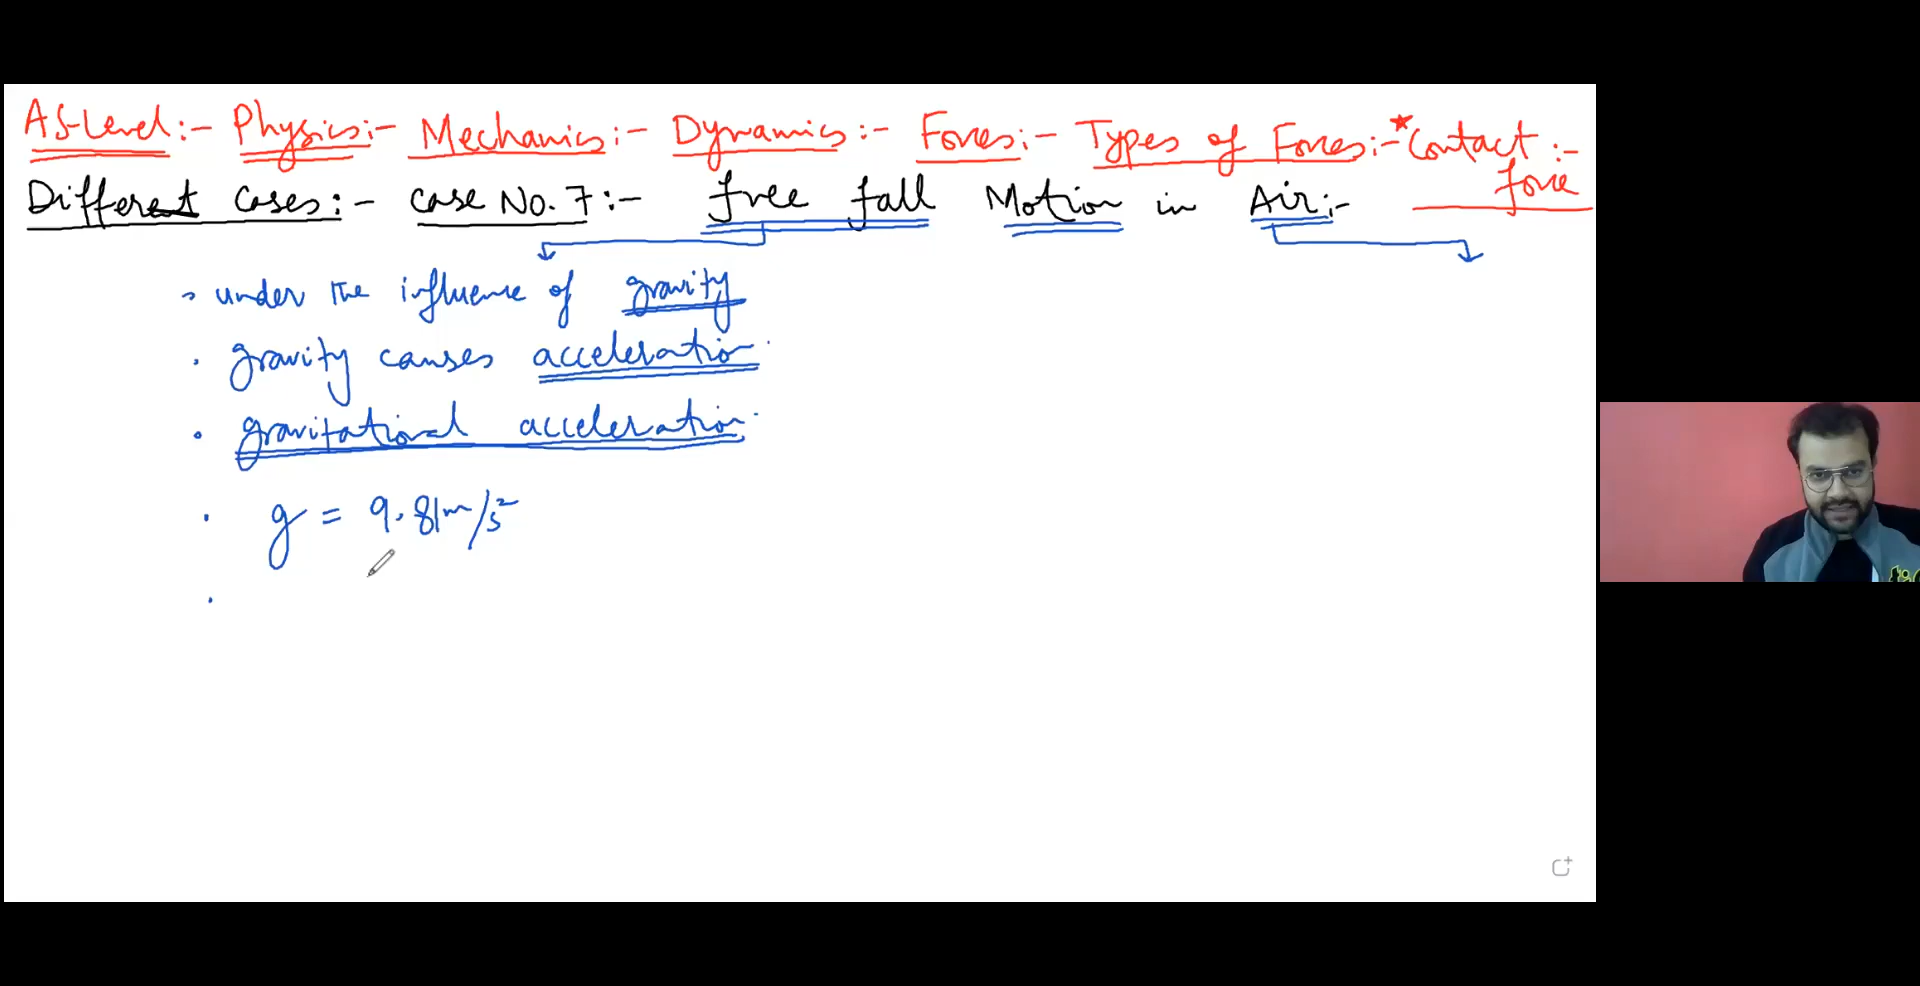 AS-Level:- Physics:- Mechanics:- Dynamics:- Forces:- Types of Forces:- *Contact :-
force
Different Cases:- Case No. 7:- free fall Motion in Air:-
under the influence of gravity
· gravity causes acceleration.
· gravitational acceleration.
· g = 9.81m/s²
·